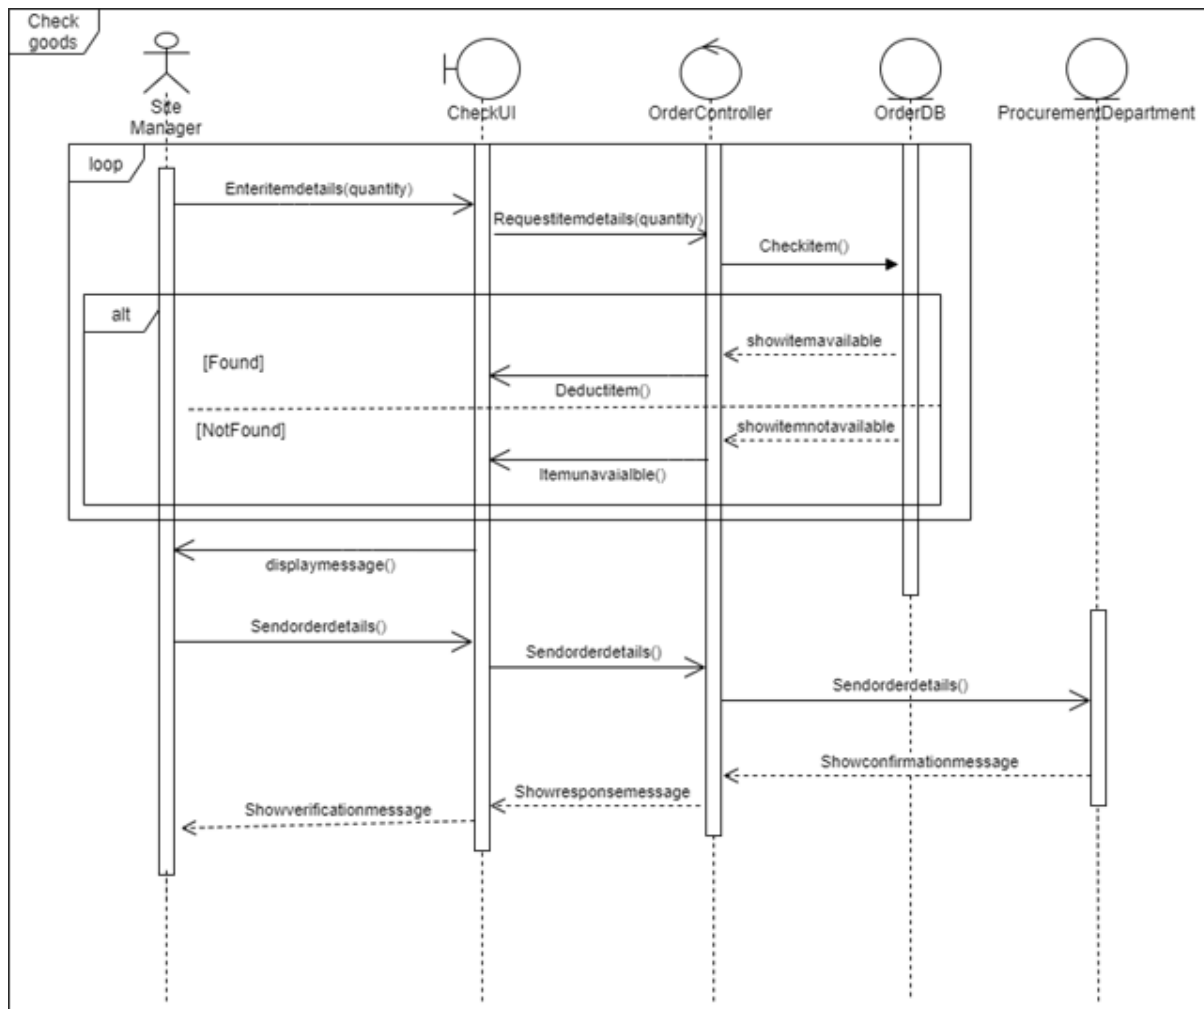 Check
goods
Site
Manager
CheckUI
OrderController
OrderDB
ProcurementDepartment
loop
Enteritemdetails(quantity)
Requestitemdetails(quantity)
Checkitem()
alt
showitemavailable
[Found]
Deductitem()
showitemnotavailable
[NotFound]
Itemunavaialble()
displaymessage()
Sendorderdetails()
Sendorderdetails()
Sendorderdetails()
Showconfirmationmessage
Showresponsemessage
Showverificationmessage